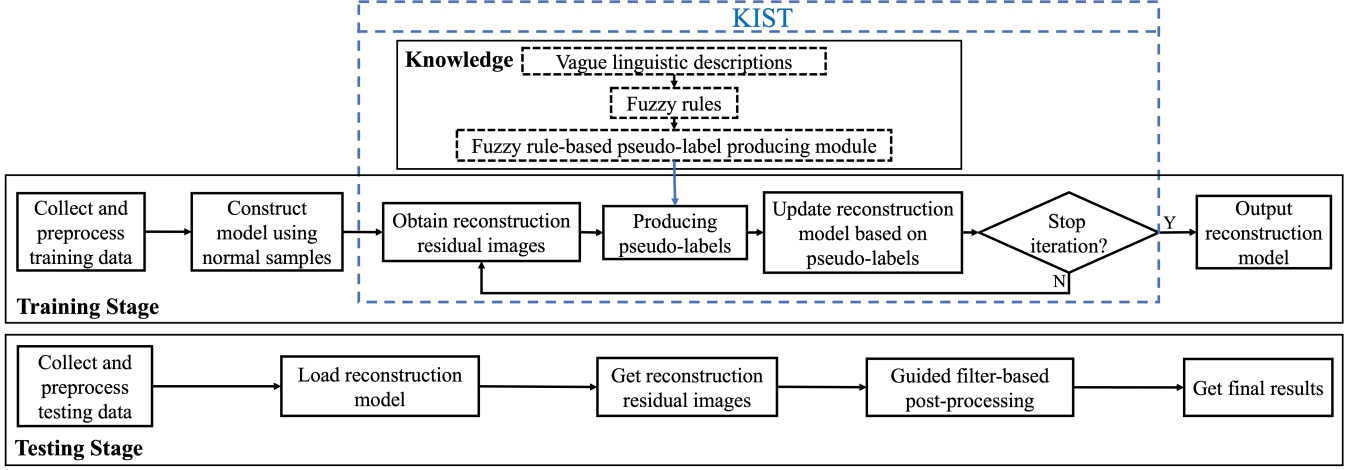 KIST
Knowledge
Vague linguistic descriptions
Fuzzy rules
Fuzzy rule-based pseudo-label producing module
Collect and
preprocess
training data
Construct
model using
normal samples
Obtain reconstruction
residual images
Producing
pseudo-labels
Update reconstruction
model based on
pseudo-labels
Stop
iteration?
Y
N
Output
reconstruction
model
Training Stage
Collect and
preprocess
testing data
Load reconstruction
model
Get reconstruction
residual images
Guided filter-based
post-processing
Get final results
Testing Stage